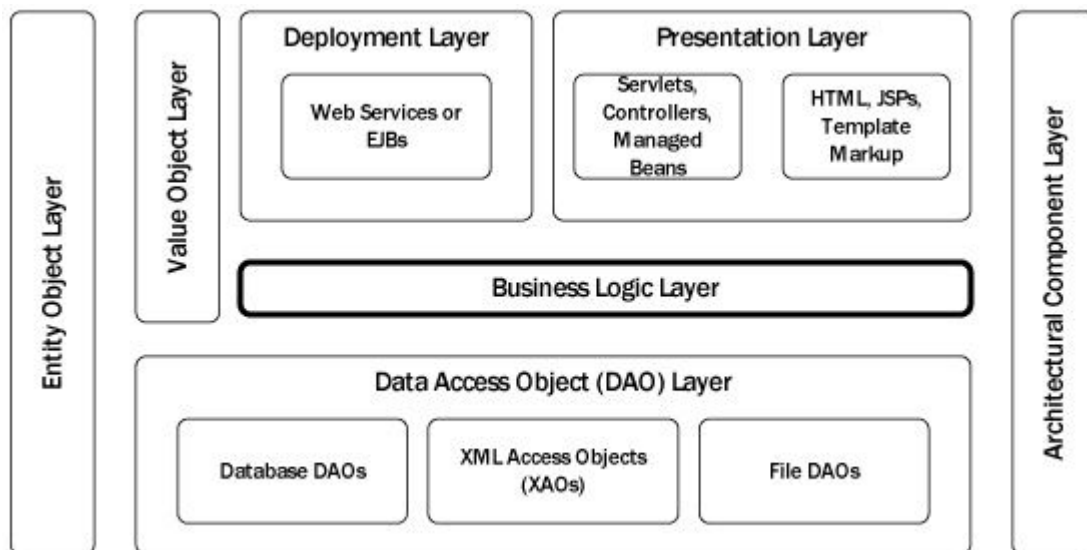 Entity Object Layer
Value Object Layer
Deployment Layer
Web Services or
EJBs
Presentation Layer
Servlets,
Controllers,
Managed
Beans
HTML, JSPs,
Template
Markup
Business Logic Layer
Data Access Object (DAO) Layer
Database DAOs
XML Access Objects
(XAOs)
File DAOs
Architectural Component Layer